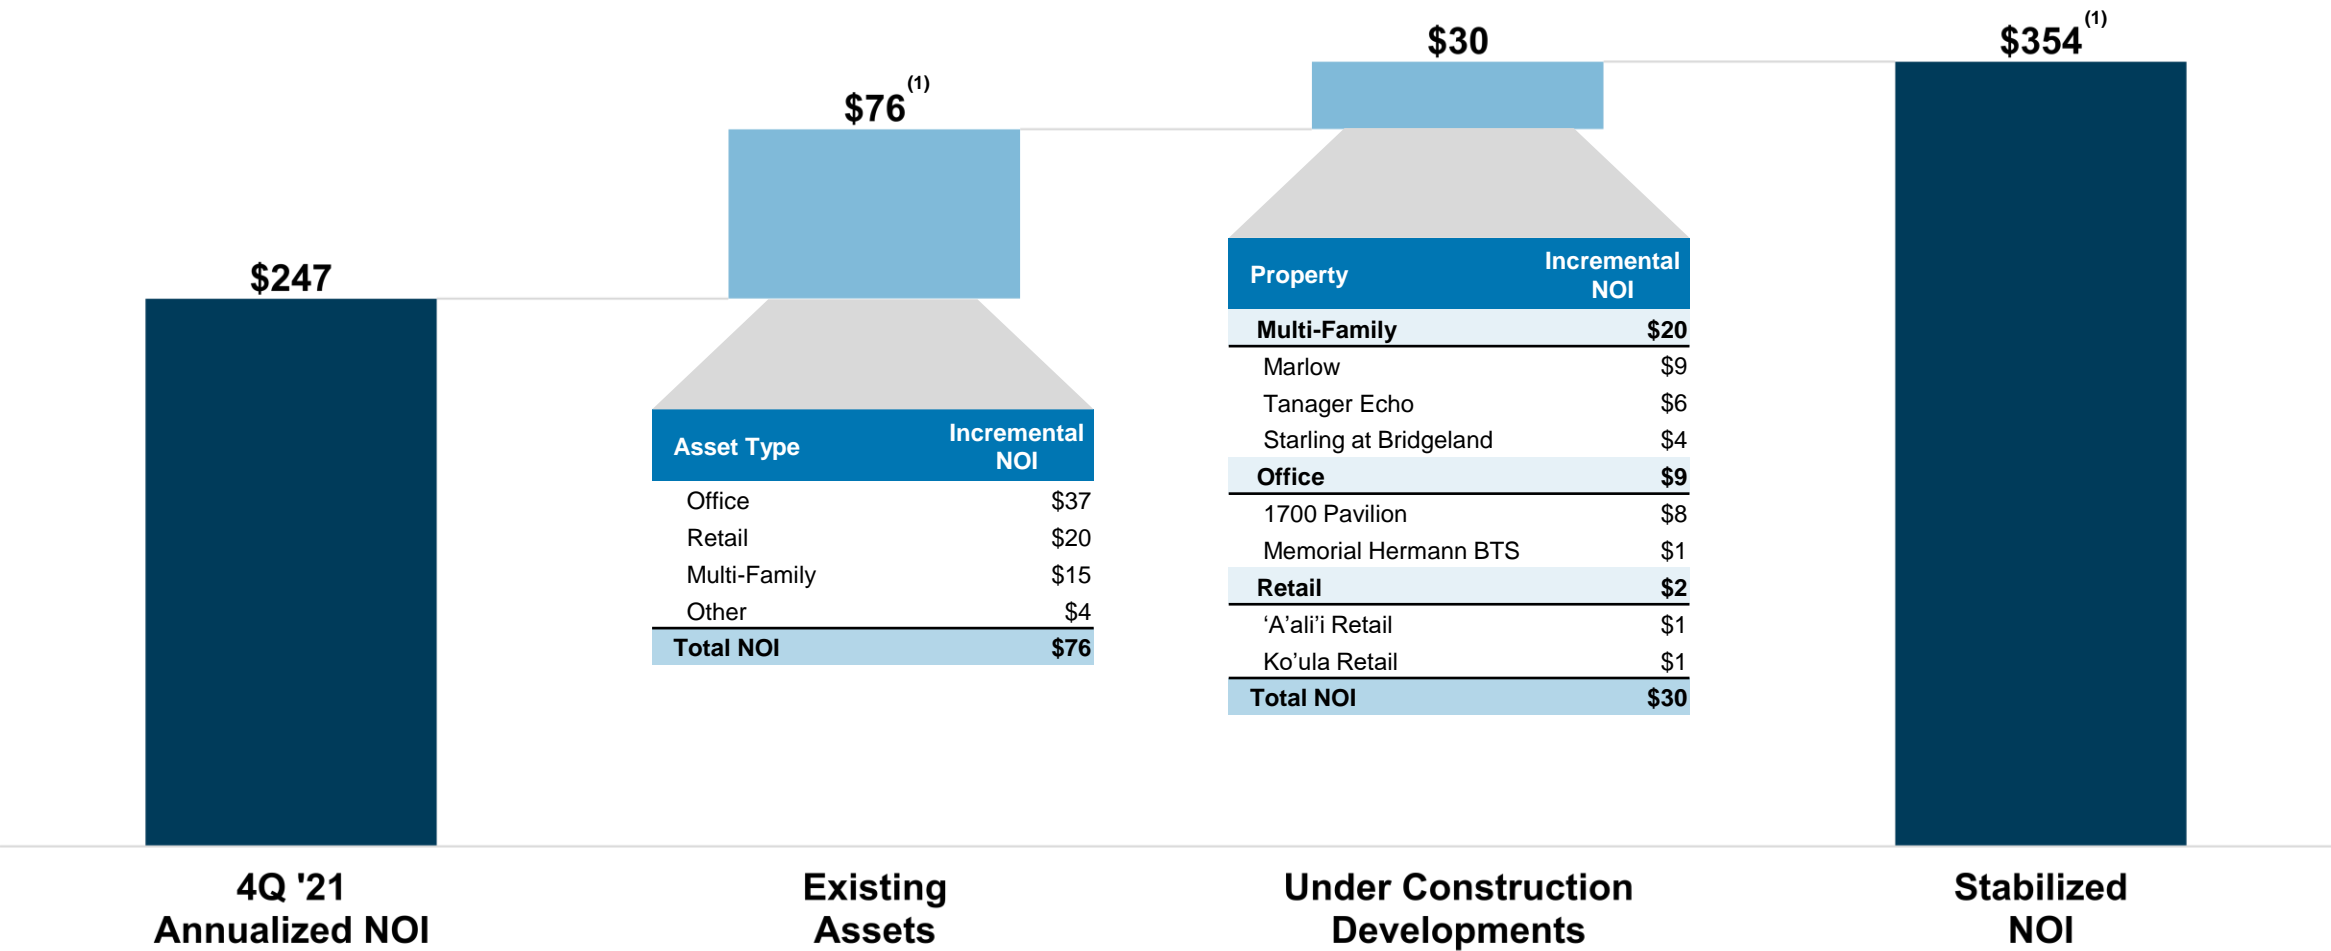 $247
$76 (1)
$30
$354 (1)
Asset Type Incremental NOI
Office $37
Retail $20
Multi-Family $15
Other $4
Total NOI $76
Property Incremental NOI
Multi-Family $20
Marlow $9
Tanager Echo $6
Starling at Bridgeland $4
Office $9
1700 Pavilion $8
Memorial Hermann BTS $1
Retail $2
‘A’ali’i Retail $1
Ko’ula Retail $1
Total NOI $30
4Q '21
Annualized NOI
Existing
Assets
Under Construction
Developments
Stabilized
NOI